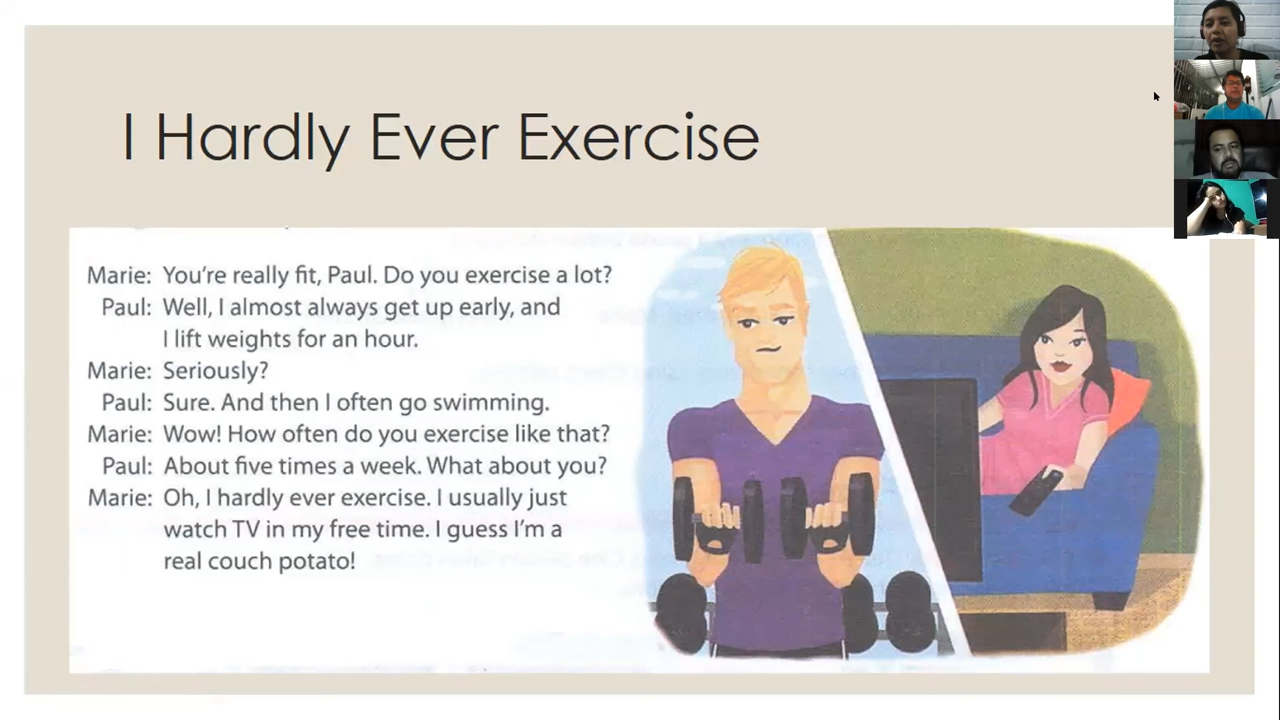 I Hardly Ever Exercise
Marie: You're really fit, Paul. Do you exercise a lot?
Paul: Well, I almost always get up early, and
I lift weights for an hour.
Marie: Seriously?
Paul: Sure. And then I often go swimming.
Marie: Wow! How often do you exercise like that?
Paul: About five times a week. What about you?
Marie: Oh, I hardly ever exercise. I usually just
watch TV in my free time. I guess I'm a
real couch potato!